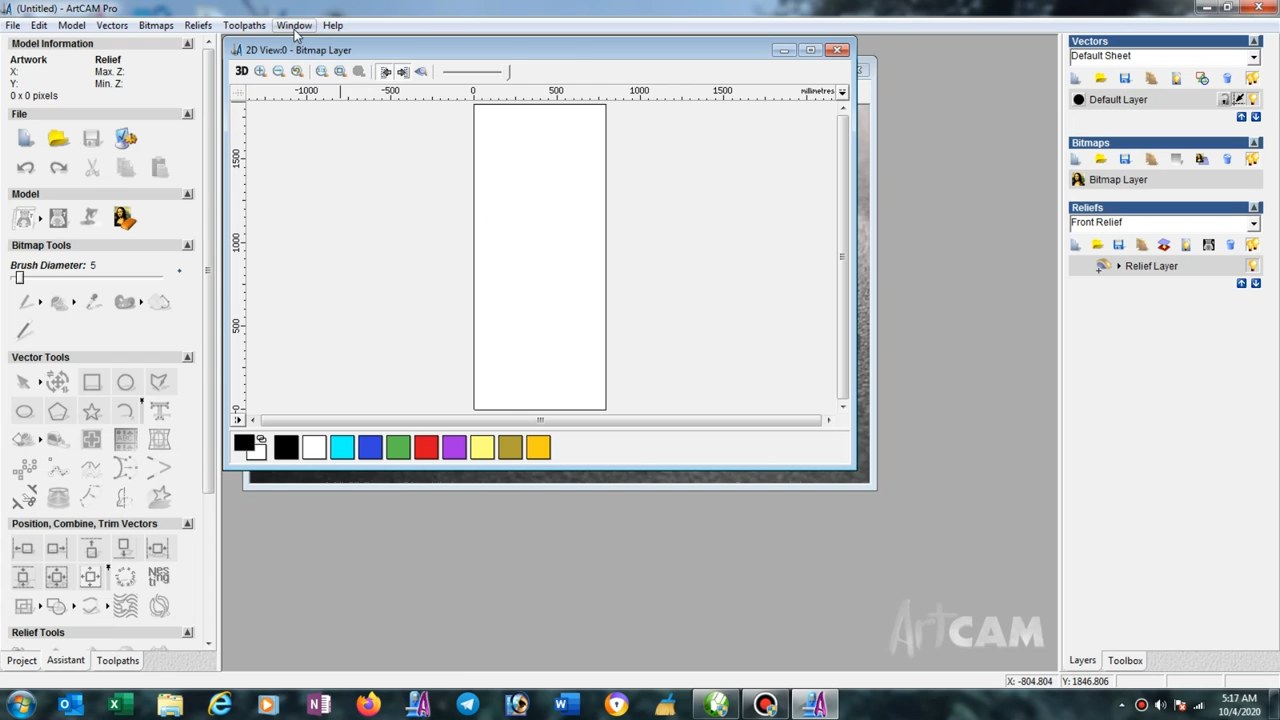 (Untitled) - ArtCAM Pro
File Edit Model Vectors Bitmaps Reliefs Toolpaths Window Help
Model Information
Artwork Relief
X: Max. Z:
Y: Min. Z:
0 x 0 pixels
File
Model
Bitmap Tools
Brush Diameter: 5
Vector Tools
Nes
ting
Position, Combine, Trim Vectors
Relief Tools
Project Assistant Toolpaths
2D View:0 - Bitmap Layer
3D
-1000 -500 0 500 1000 1500 millimetres
1500
1000
500
0
Vectors
Default Sheet
Default Layer
Bitmaps
Bitmap Layer
Reliefs
Front Relief
Relief Layer
ArtCAM
Layers Toolbox
X: -804.804 Y: 1846.806
5:17 AM
10/4/2020